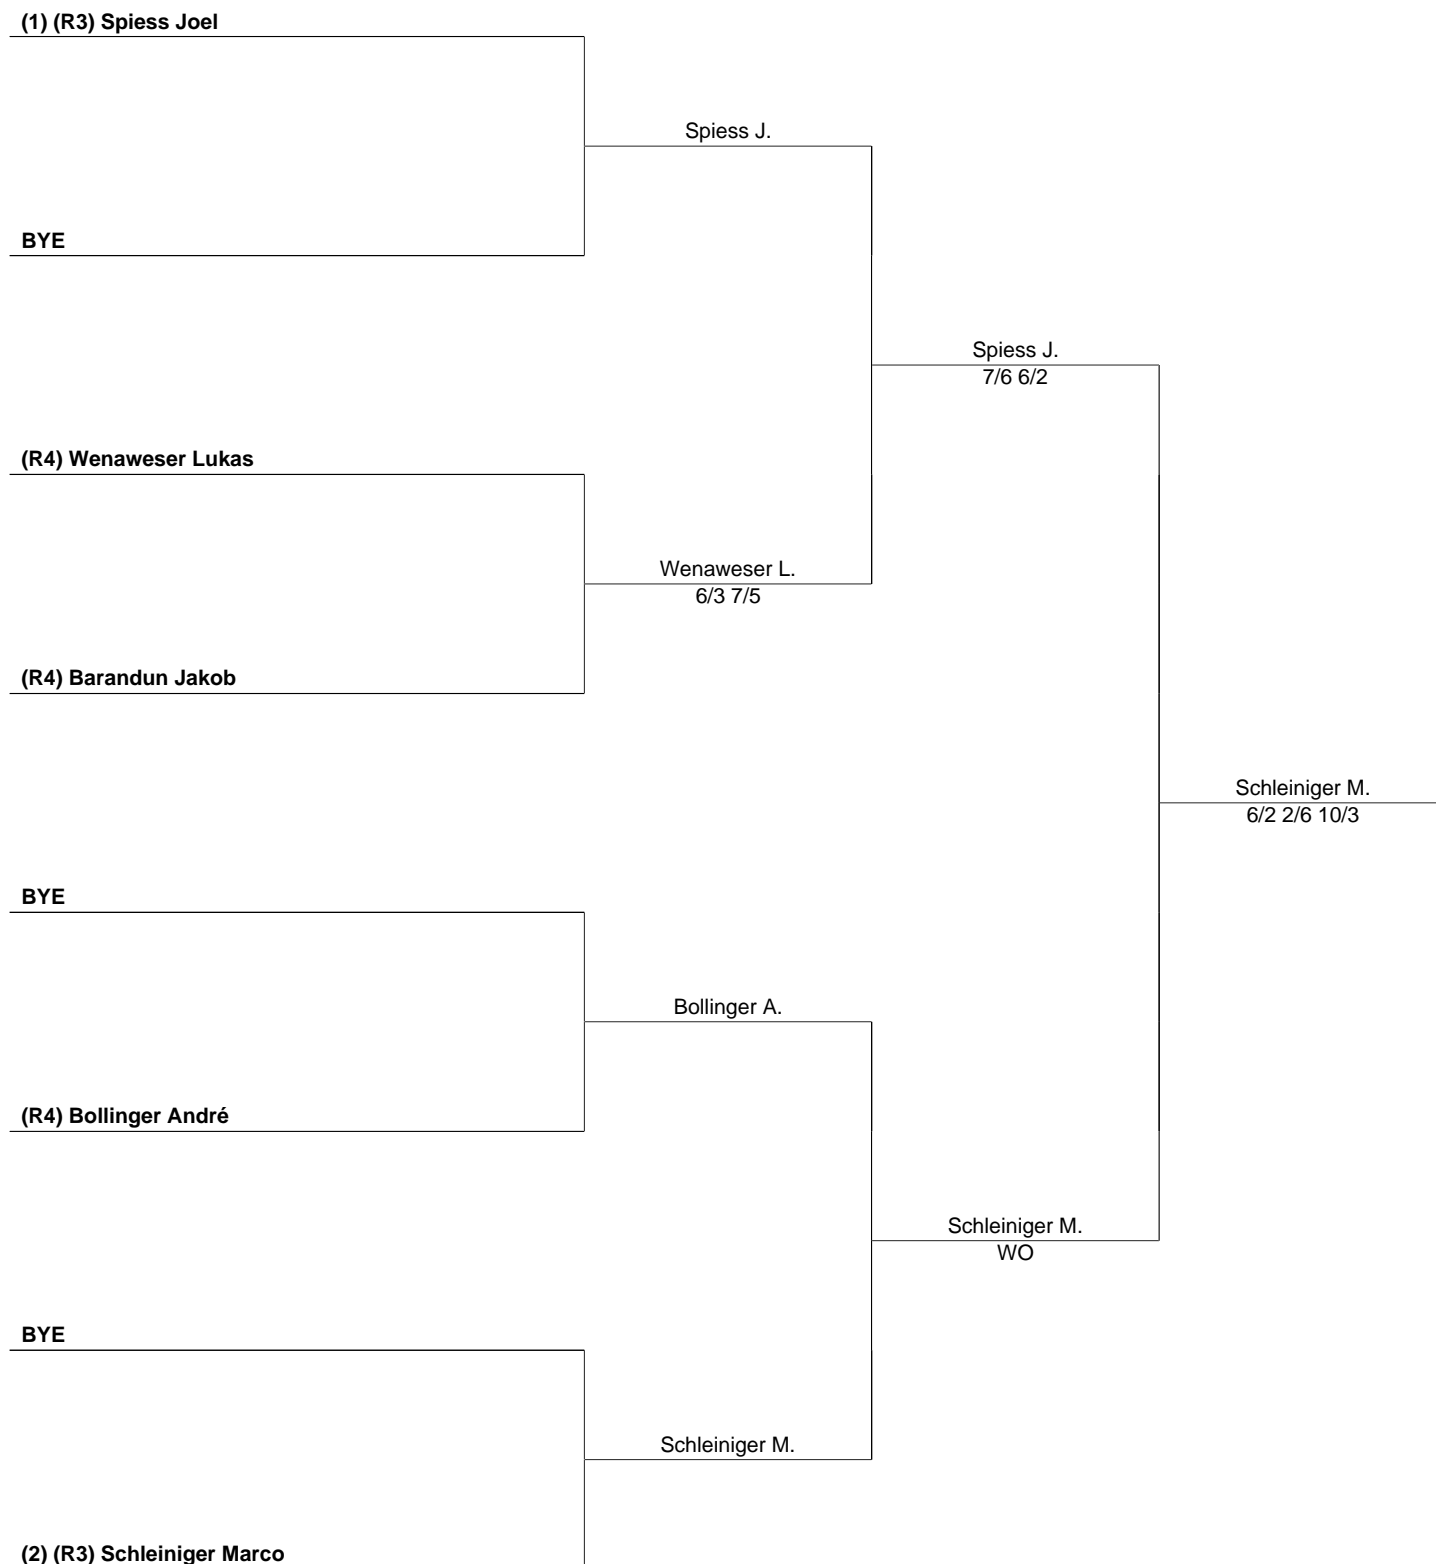 (1) (R3) Spiess Joel
Spiess J.
BYE
Spiess J.
7/6 6/2
(R4) Wenaweser Lukas
Wenaweser L.
6/3 7/5
(R4) Barandun Jakob
Schleiniger M.
6/2 2/6 10/3
BYE
Bollinger A.
(R4) Bollinger André
Schleiniger M.
WO
BYE
Schleiniger M.
(2) (R3) Schleiniger Marco